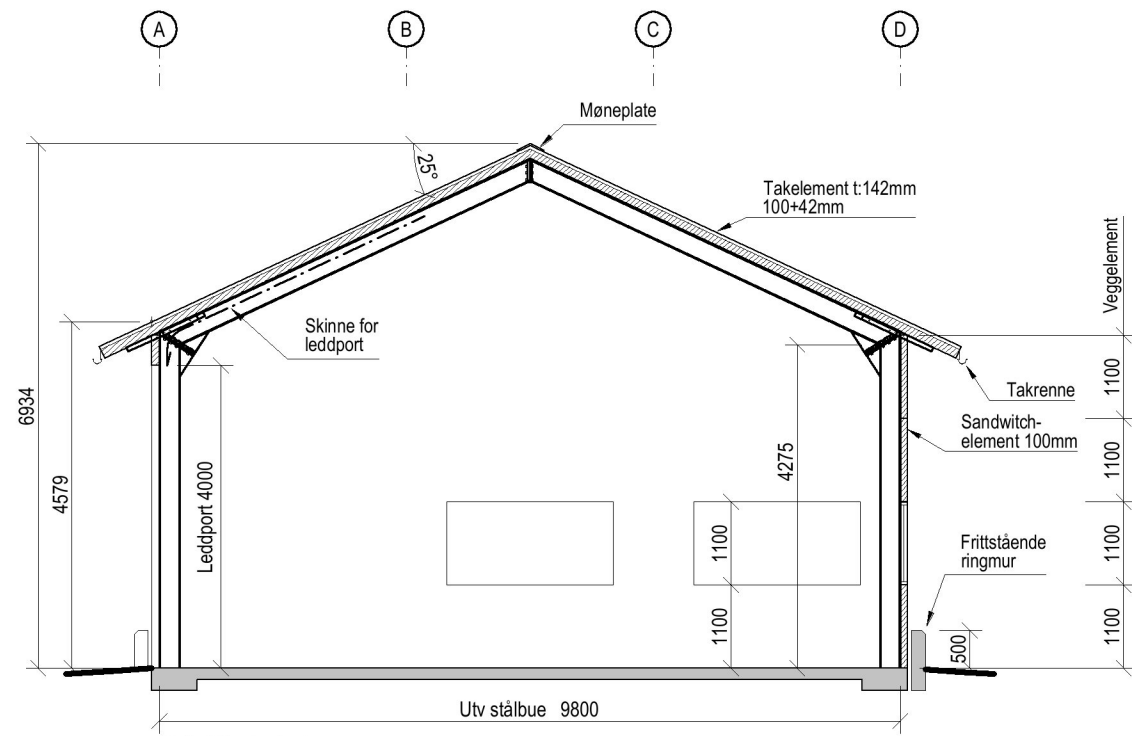 A
B
C
D
Møneplate
25°
Takelement t:142mm
100+42mm
Veggelement
Skinne for
leddport
1100
Takrenne
6934
4579
Leddport 4000
4275
Sandwitch-
element 100mm
1100
1100
1100
Frittstående
ringmur
1100
1100
500
Utv stålbue 9800